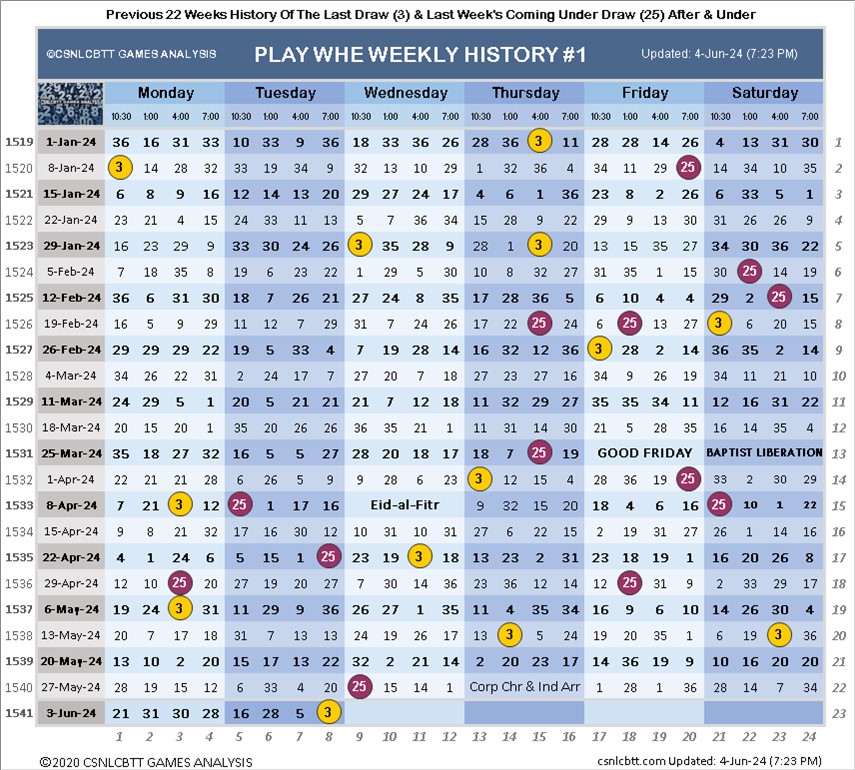 Previous 22 Weeks History Of The Last Draw (3) & Last Week's Coming Under Draw (25) After & Under
©CSNLCBTT GAMES ANALYSIS PLAY WHE WEEKLY HISTORY #1 Updated: 4-Jun-24 (7:23 PM)
CSNLCBTT GAMES ANALYSIS Monday Tuesday Wednesday Thursday Friday Saturday
10:30 1:00 4:00 7:00 10:30 1:00 4:00 7:00 10:30 1:00 4:00 7:00 10:30 1:00 4:00 7:00 10:30 1:00 4:00 7:00 10:30 1:00 4:00 7:00
1519 1-Jan-24 36 16 31 33 10 33 9 36 18 33 36 26 28 36 3 11 28 28 14 26 4 13 31 30 1
1520 8-Jan-24 3 14 28 32 33 19 34 9 32 13 10 29 1 32 36 4 34 35 7 25 14 34 10 35 2
1521 15-Jan-24 6 8 9 16 12 14 13 20 29 27 24 17 4 6 1 36 23 8 2 26 6 33 5 1 3
1522 22-Jan-24 23 21 4 15 24 33 10 13 5 7 36 34 15 28 9 22 29 9 13 30 31 26 26 9 4
1523 29-Jan-24 16 23 29 9 33 30 24 26 3 35 28 9 28 1 3 20 13 15 35 27 34 30 36 22 5
1524 5-Feb-24 7 18 35 8 19 6 23 22 1 29 5 30 10 8 32 27 31 35 1 15 30 25 14 19 6
1525 12-Feb-24 36 6 31 30 18 7 26 21 27 24 8 35 17 28 36 5 6 10 4 4 29 2 25 15 7
1526 19-Feb-24 16 5 9 29 11 12 7 29 31 7 24 26 17 22 25 24 6 25 13 27 3 6 20 15 8
1527 26-Feb-24 29 29 29 22 19 5 33 4 7 19 28 14 16 32 12 36 3 28 2 14 36 35 2 14 9
1528 4-Mar-24 34 26 22 31 2 24 17 7 27 20 7 18 27 23 27 16 34 9 26 19 34 11 21 10 10
1529 11-Mar-24 24 29 5 1 20 5 21 21 21 7 12 18 11 32 29 27 35 35 34 11 12 16 31 22 11
1530 18-Mar-24 20 15 20 1 35 20 26 26 36 35 21 1 11 31 14 30 21 5 28 35 16 14 35 4 12
1531 25-Mar-24 35 18 27 32 16 5 5 27 28 20 18 17 18 7 25 19 GOOD FRIDAY BAPTIST LIBERATION 13
1532 1-Apr-24 22 21 21 28 6 26 5 9 9 28 6 23 3 12 15 4 28 36 19 25 33 2 30 29 14
1533 8-Apr-24 7 21 3 12 25 1 17 16 Eid-al-Fitr 9 32 15 20 18 4 6 16 25 10 1 22 15
1534 15-Apr-24 9 8 21 32 17 16 30 12 10 31 10 31 27 6 22 15 2 19 31 27 26 1 14 16 16
1535 22-Apr-24 4 1 24 6 5 15 1 25 23 19 3 18 13 23 2 31 23 18 19 1 16 20 26 8 17
1536 29-Apr-24 12 10 25 20 27 19 20 27 7 30 14 36 23 36 12 14 12 25 31 9 2 33 29 17 18
1537 6-May-24 19 24 3 31 11 29 9 36 26 27 1 35 11 4 35 34 16 9 6 10 14 26 30 4 19
1538 13-May-24 20 7 17 18 31 7 13 13 24 19 26 17 13 3 5 24 19 20 35 1 6 19 3 36 20
1539 20-May-24 13 10 2 20 15 17 13 22 32 2 21 14 2 20 23 17 14 36 19 9 10 16 20 20 21
1540 27-May-24 28 19 15 12 6 33 4 20 25 15 14 1 Corp Chr & Ind Arr 1 28 1 36 28 14 7 34 22
1541 3-Jun-24 21 31 30 28 16 28 5 3 23
1 2 3 4 5 6 7 8 9 10 11 12 13 14 15 16 17 18 19 20 21 22 23 24
©2020 CSNLCBTT GAMES ANALYSIS csnlcbtt.com Updated: 4-Jun-24 (7:23 PM)